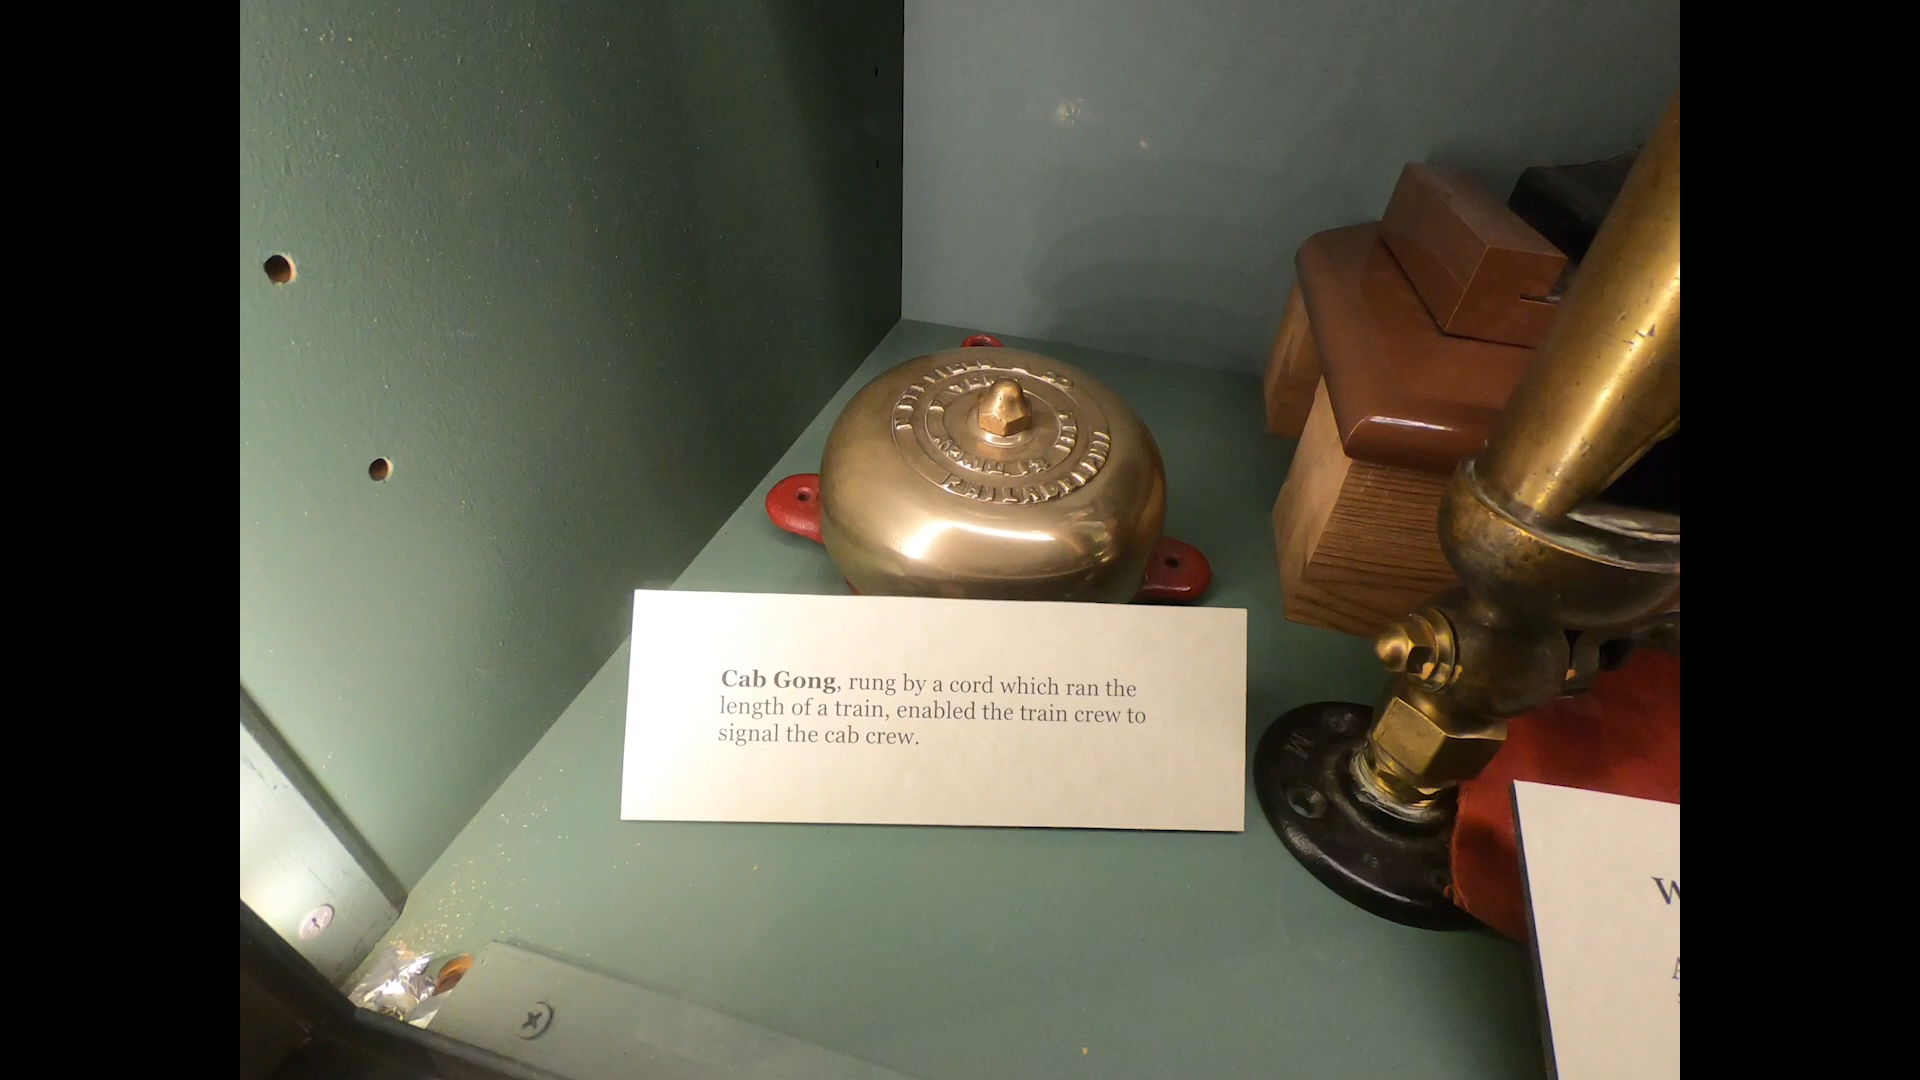 PHILADELPHIA
Cab Gong, rung by a cord which ran the
length of a train, enabled the train crew to
signal the cab crew.
M
W
A